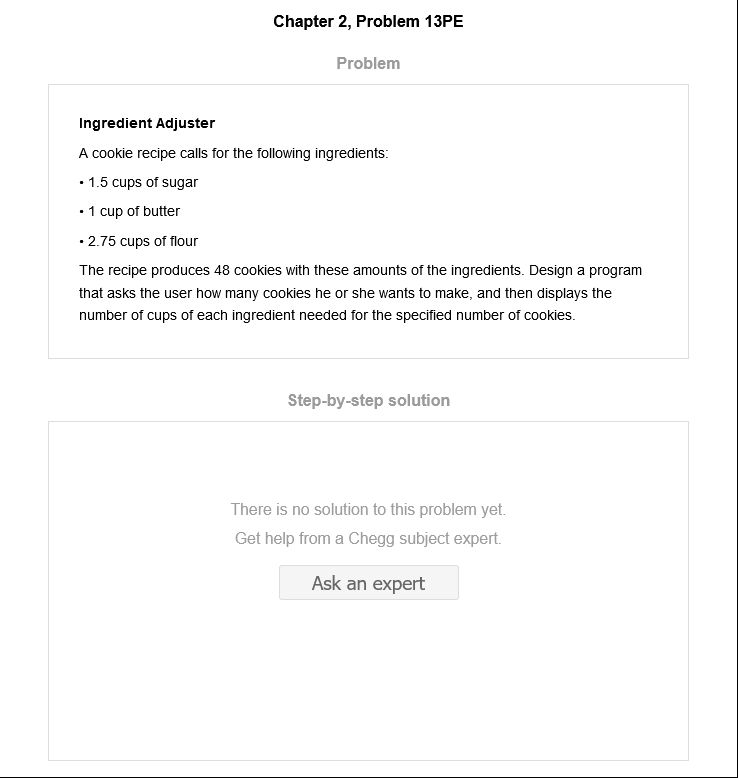 Chapter 2, Problem 13PE
Problem
Ingredient Adjuster
A cookie recipe calls for the following ingredients:
• 1.5 cups of sugar
• 1 cup of butter
• 2.75 cups of flour
The recipe produces 48 cookies with these amounts of the ingredients. Design a program
that asks the user how many cookies he or she wants to make, and then displays the
number of cups of each ingredient needed for the specified number of cookies.
Step-by-step solution
There is no solution to this problem yet.
Get help from a Chegg subject expert.
Ask an expert